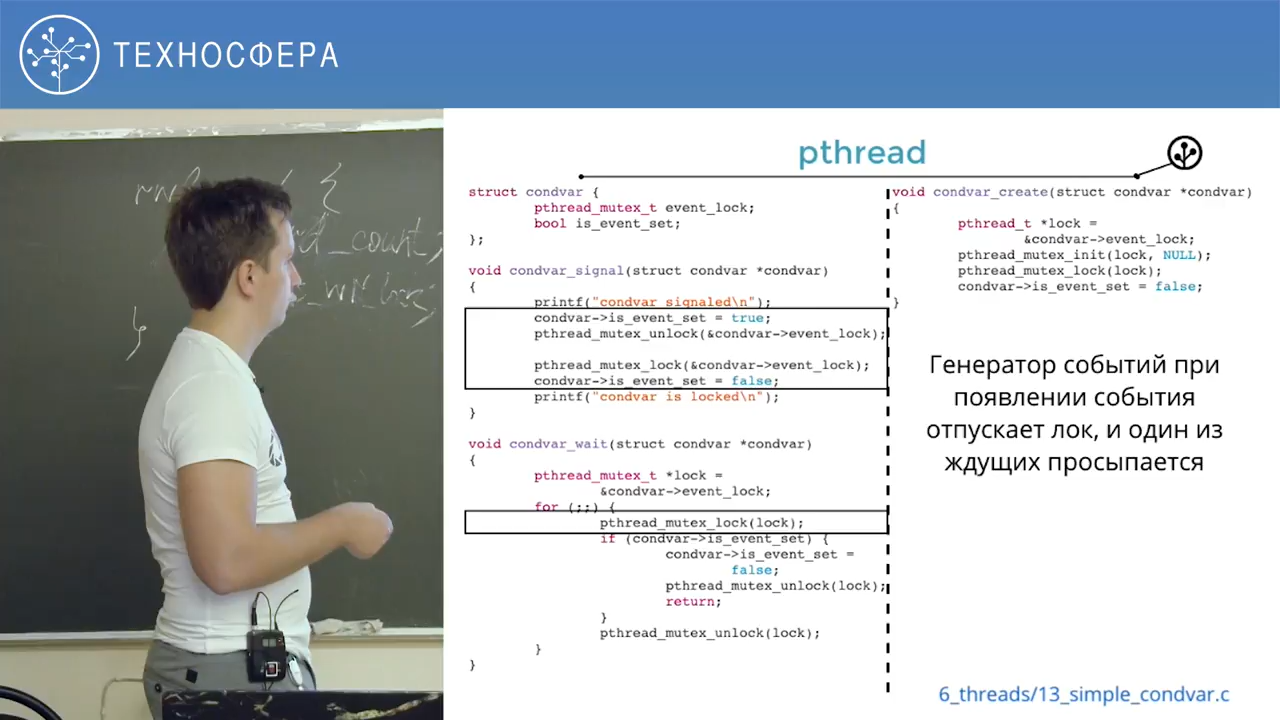 ТЕХНОСФЕРА
pthread
struct condvar {
pthread_mutex_t event_lock;
bool is_event_set;
};
void condvar_signal(struct condvar *condvar)
{
printf("condvar signaled\n");
condvar->is_event_set = true;
pthread_mutex_unlock(&condvar->event_lock);
pthread_mutex_lock(&condvar->event_lock);
condvar->is_event_set = false;
printf("condvar is locked\n");
}
void condvar_wait(struct condvar *condvar)
{
pthread_mutex_t *lock =
&condvar->event_lock;
for (;;) {
pthread_mutex_lock(lock);
if (condvar->is_event_set) {
condvar->is_event_set =
false;
pthread_mutex_unlock(lock);
return;
}
pthread_mutex_unlock(lock);
}
}
void condvar_create(struct condvar *condvar)
{
pthread_t *lock =
&condvar->event_lock;
pthread_mutex_init(lock, NULL);
pthread_mutex_lock(lock);
condvar->is_event_set = false;
}
Генератор событий при
появлении события
отпускает лок, и один из
ждущих просыпается
6_threads/13_simple_condvar.c
{
_count;
}